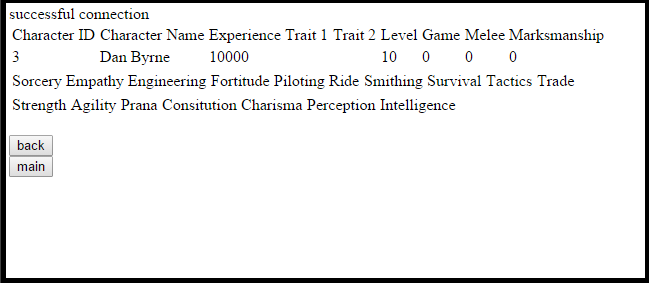 successful connection
Character ID Character Name Experience Trait 1 Trait 2 Level Game Melee Marksmanship
3 Dan Byrne 10000 10 0 0 0
Sorcery Empathy Engineering Fortitude Piloting Ride Smithing Survival Tactics Trade
Strength Agility Prana Consitution Charisma Perception Intelligence
back
main